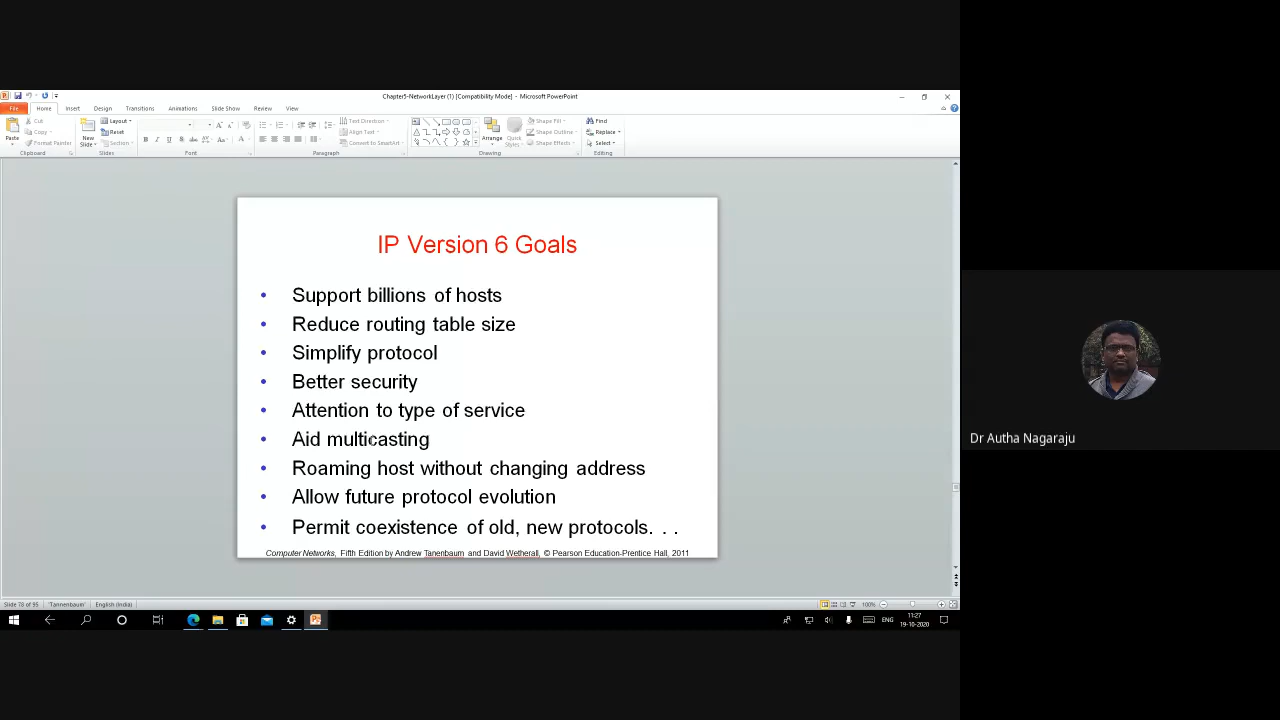 Chapter5-NetworkLayer (1) [Compatibility Mode] - Microsoft PowerPoint
File Home Insert Design Transitions Animations Slide Show Review View
Cut
Copy
Format Painter
Paste
Clipboard
New
Slide
Layout
Reset
Section
Slides
Font
Text Direction
Align Text
Convert to SmartArt
Paragraph
Arrange
Quick
Styles
Shape Fill
Shape Outline
Shape Effects
Drawing
Find
Replace
Select
Editing
IP Version 6 Goals
• Support billions of hosts
• Reduce routing table size
• Simplify protocol
• Better security
• Attention to type of service
• Aid multicasting
• Roaming host without changing address
• Allow future protocol evolution
• Permit coexistence of old, new protocols. . .
Computer Networks, Fifth Edition by Andrew Tanenbaum and David Wetherall, © Pearson Education-Prentice Hall, 2011
Slide 78 of 95 'Tannenbaum' English (India) 100%
ENG 11:27
19-10-2020
Dr Autha Nagaraju